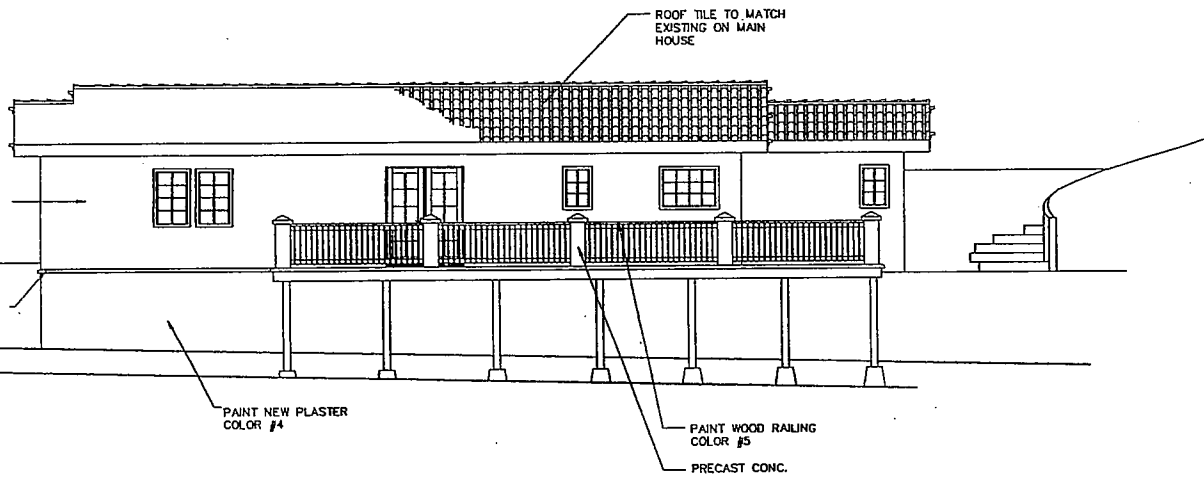 ROOF TILE TO MATCH
EXISTING ON MAIN
HOUSE
PAINT NEW PLASTER
COLOR #4
PAINT WOOD RAILING
COLOR #5
PRECAST CONC.